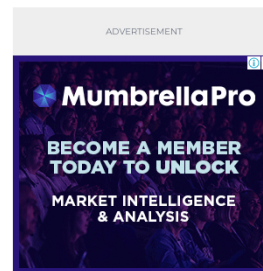 ADVERTISEMENT
MumbrellaPro
BECOME A MEMBER
TODAY TO UNLOCK
MARKET INTELLIGENCE
& ANALYSIS